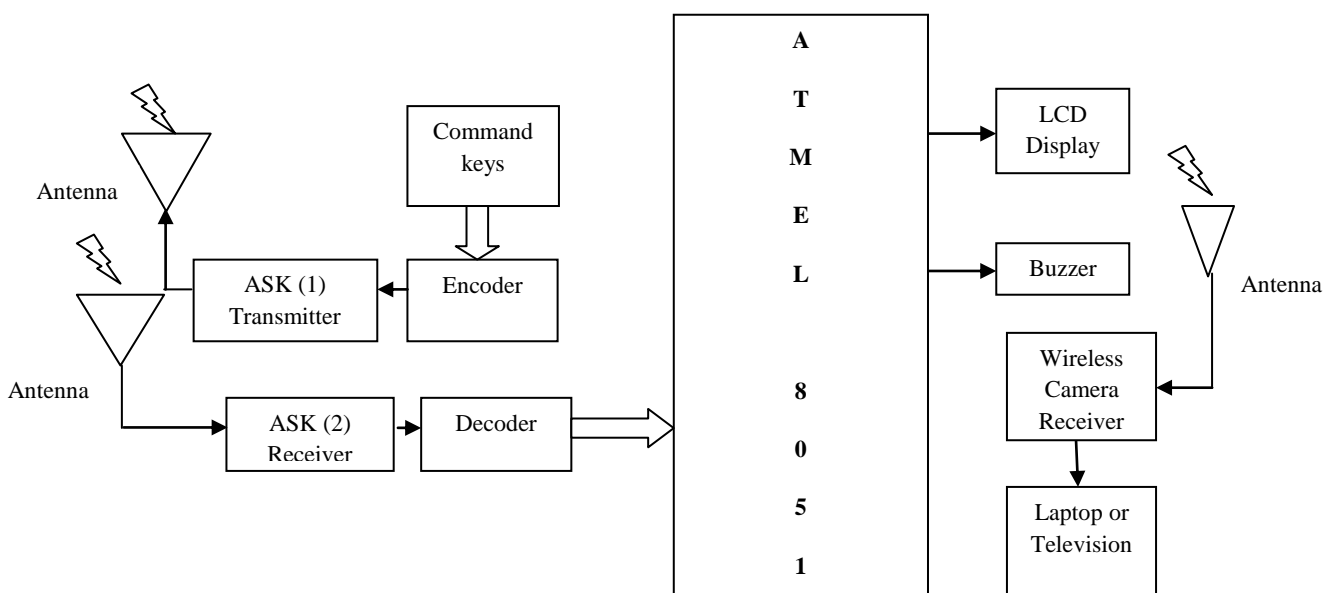 Antenna
Antenna
Command
keys
ASK (1)
Transmitter
Encoder
ASK (2)
Receiver
Decoder
A
T
M
E
L
8
0
5
1
LCD
Display
Buzzer
Antenna
Wireless
Camera
Receiver
Laptop or
Television